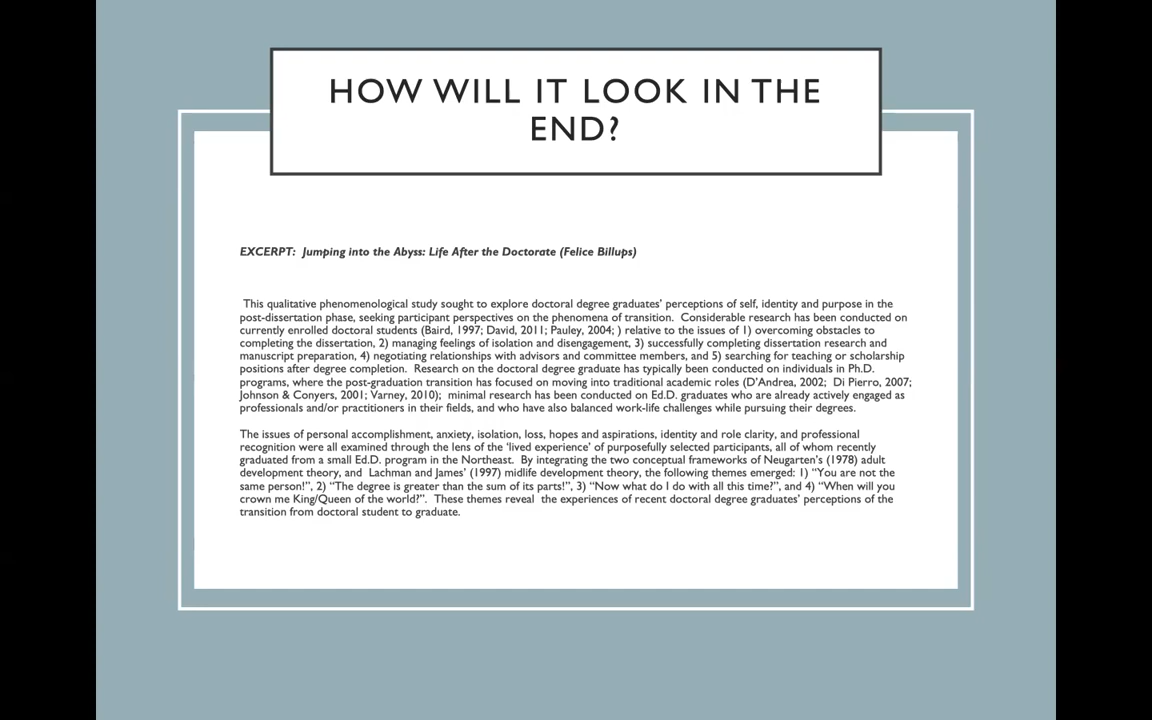 HOW WILL IT LOOK IN THE
END?
EXCERPT: Jumping into the Abyss: Life After the Doctorate (Felice Billups)
This qualitative phenomenological study sought to explore doctoral degree graduates’ perceptions of self, identity and purpose in the
post-dissertation phase, seeking participant perspectives on the phenomena of transition. Considerable research has been conducted on
currently enrolled doctoral students (Baird, 1997; David, 2011; Pauley, 2004; ) relative to the issues of 1) overcoming obstacles to
completing the dissertation, 2) managing feelings of isolation and disengagement, 3) successfully completing dissertation research and
manuscript preparation, 4) negotiating relationships with advisors and committee members, and 5) searching for teaching or scholarship
positions after degree completion. Research on the doctoral degree graduate has typically been conducted on individuals in Ph.D.
programs, where the post-graduation transition has focused on moving into traditional academic roles (D’Andrea, 2002; Di Pierro, 2007;
Johnson & Conyers, 2001; Varney, 2010); minimal research has been conducted on Ed.D. graduates who are already actively engaged as
professionals and/or practitioners in their fields, and who have also balanced work-life challenges while pursuing their degrees.
The issues of personal accomplishment, anxiety, isolation, loss, hopes and aspirations, identity and role clarity, and professional
recognition were all examined through the lens of the ‘lived experience’ of purposefully selected participants, all of whom recently
graduated from a small Ed.D. program in the Northeast. By integrating the two conceptual frameworks of Neugarten’s (1978) adult
development theory, and Lachman and James’ (1997) midlife development theory, the following themes emerged: 1) “You are not the
same person!”, 2) “The degree is greater than the sum of its parts!”, 3) “Now what do I do with all this time?”, and 4) “When will you
crown me King/Queen of the world?”. These themes reveal the experiences of recent doctoral degree graduates’ perceptions of the
transition from doctoral student to graduate.